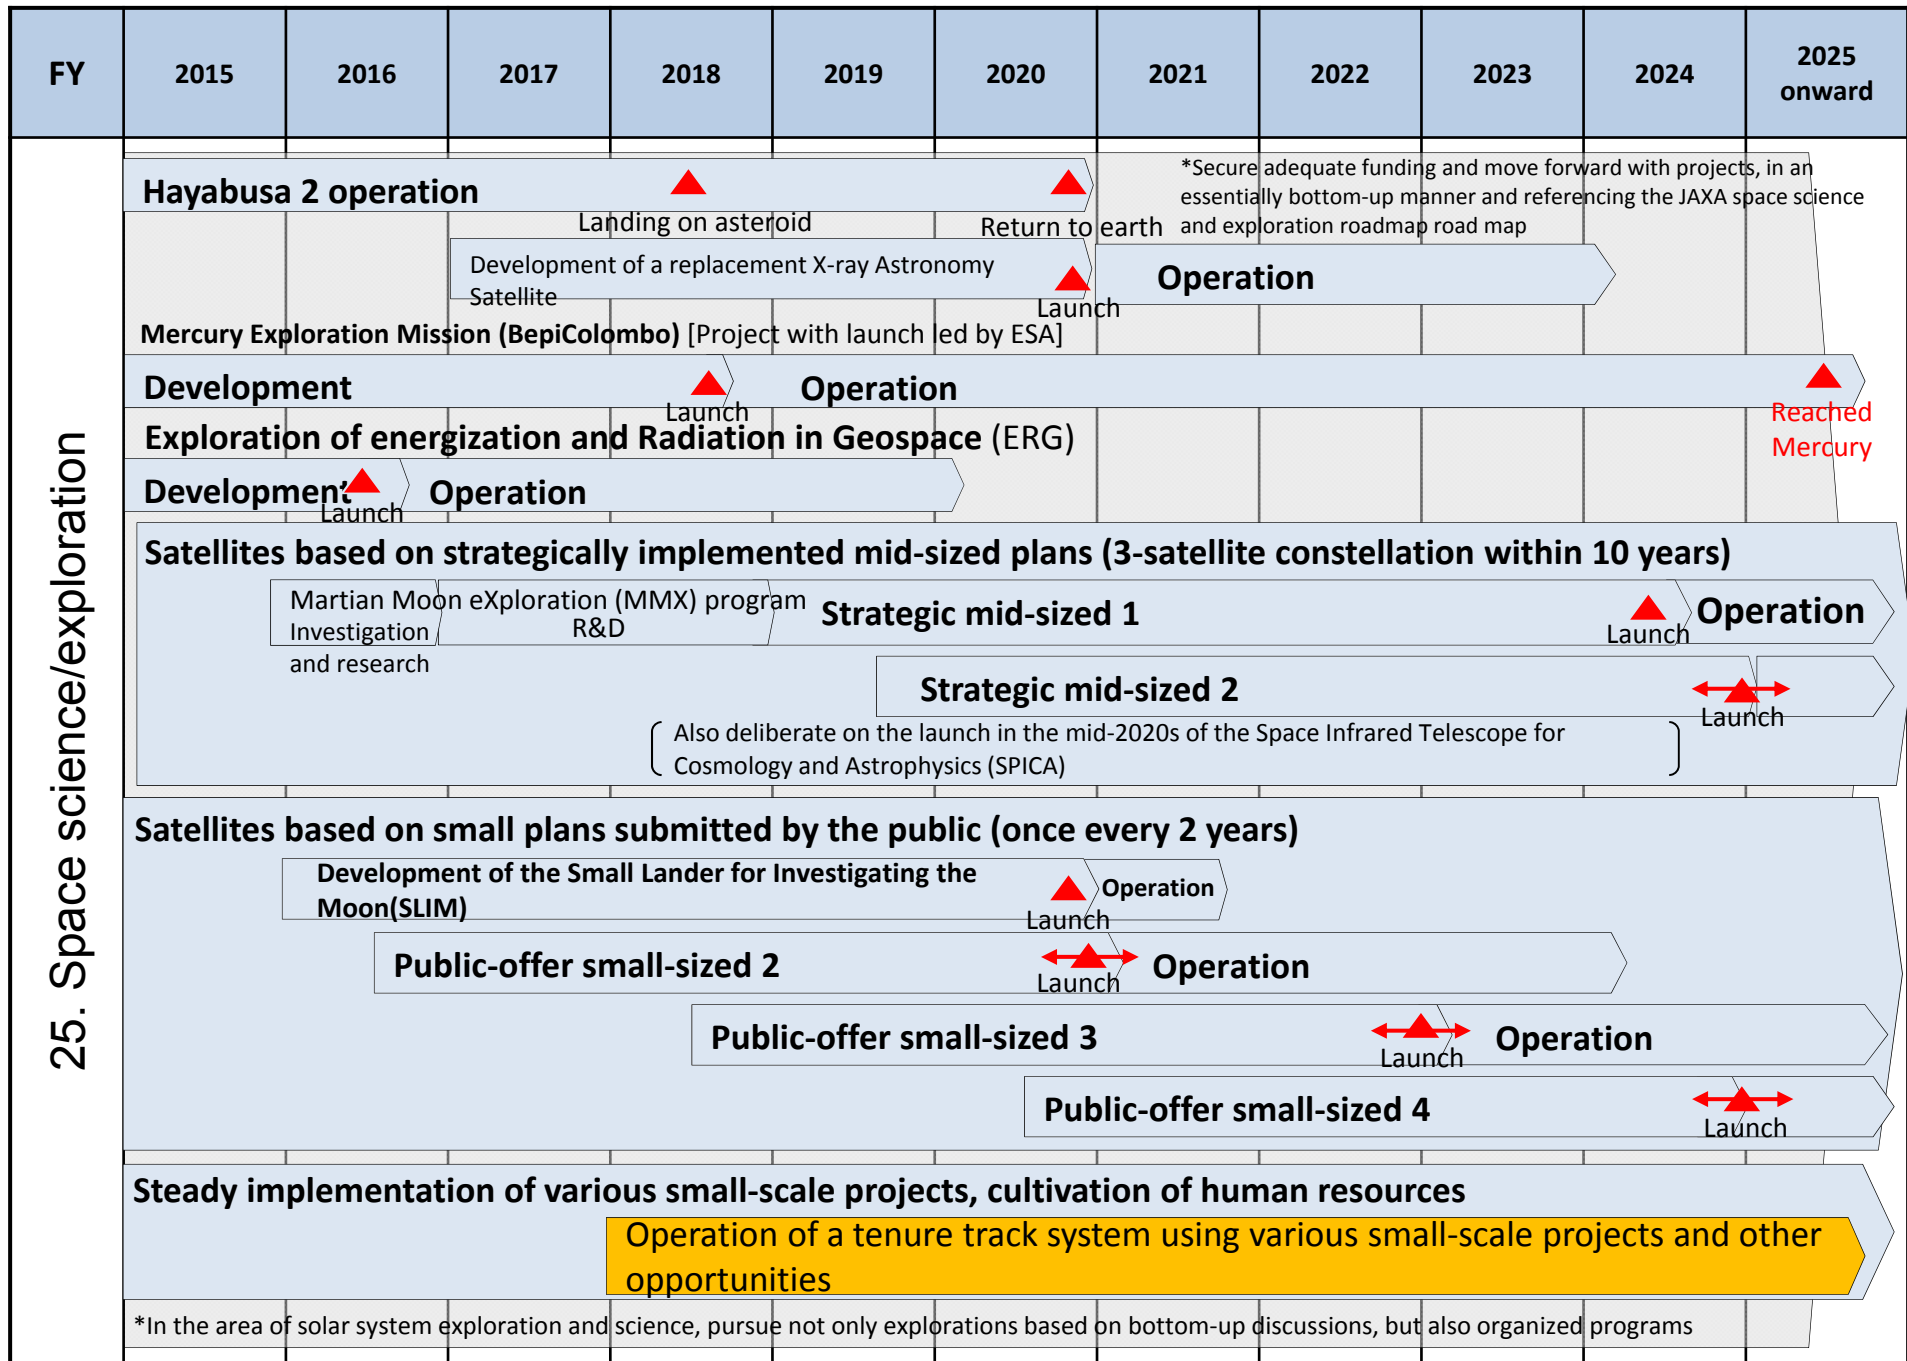 FY
2015
2016
2017
2018
2019
2020
2021
2022
2023
2024
2025
onward
25. Space science/exploration
Hayabusa 2 operation
Landing on asteroid
Return to earth
*Secure adequate funding and move forward with projects, in an
essentially bottom-up manner and referencing the JAXA space science
and exploration roadmap road map
Development of a replacement X-ray Astronomy
Satellite
Launch
Operation
Mercury Exploration Mission (BepiColombo) [Project with launch led by ESA]
Development
Launch
Operation
Reached
Mercury
Exploration of energization and Radiation in Geospace (ERG)
Development
Launch
Operation
Satellites based on strategically implemented mid-sized plans (3-satellite constellation within 10 years)
Martian Moon eXploration (MMX) program
Investigation
and research
R&D
Strategic mid-sized 1
Launch
Operation
Strategic mid-sized 2
Launch
Also deliberate on the launch in the mid-2020s of the Space Infrared Telescope for
Cosmology and Astrophysics (SPICA)
Satellites based on small plans submitted by the public (once every 2 years)
Development of the Small Lander for Investigating the
Moon(SLIM)
Launch
Operation
Public-offer small-sized 2
Launch
Operation
Public-offer small-sized 3
Launch
Operation
Public-offer small-sized 4
Launch
Steady implementation of various small-scale projects, cultivation of human resources
Operation of a tenure track system using various small-scale projects and other
opportunities
*In the area of solar system exploration and science, pursue not only explorations based on bottom-up discussions, but also organized programs